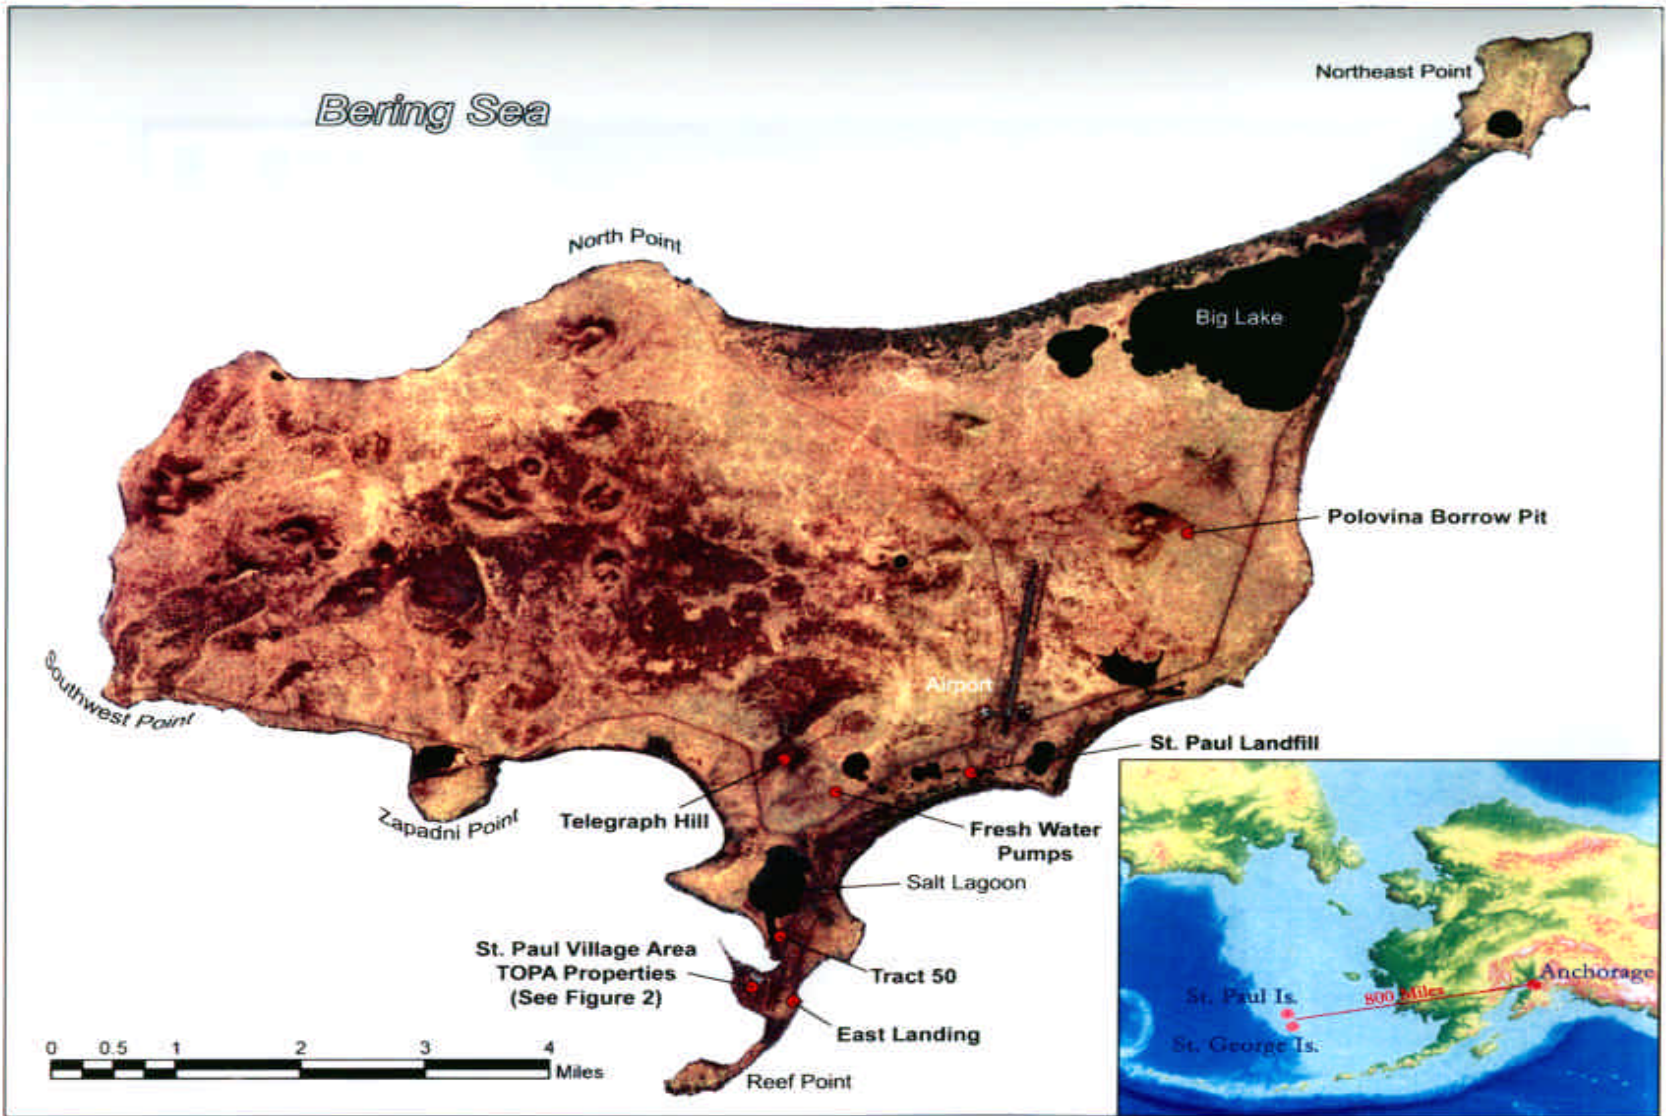 Bering Sea
Northeast Point
North Point
Big Lake
Polovina Borrow Pit
Southwest Point
Airport
St. Paul Landfill
Zapadni Point
Telegraph Hill
Fresh Water
Pumps
Salt Lagoon
St. Paul Village Area
TOPA Properties
(See Figure 2)
Tract 50
East Landing
Reef Point
0 0.5 1 2 3 4
Miles
Anchorage
800 Miles
St. Paul Is.
St. George Is.